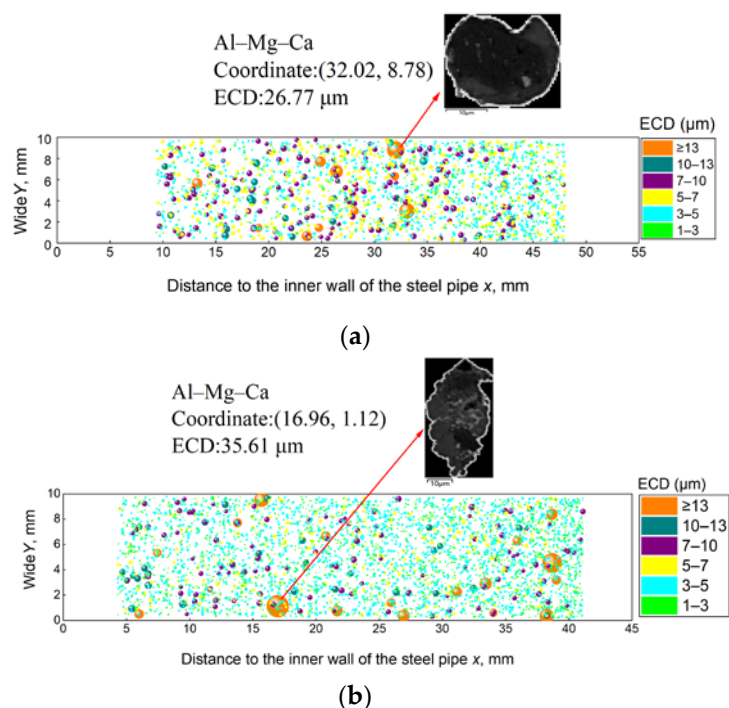 Al–Mg–Ca
Coordinate:(32.02, 8.78)
ECD:26.77 μm
10μm
ECD (μm)
≥13
10–13
7–10
5–7
3–5
1–3
WideY, mm
10
8
6
4
2
0
0 5 10 15 20 25 30 35 40 45 50 55
Distance to the inner wall of the steel pipe x, mm
(a)
Al–Mg–Ca
Coordinate:(16.96, 1.12)
ECD:35.61 μm
10μm
ECD (μm)
≥13
10–13
7–10
5–7
3–5
1–3
WideY, mm
10
8
6
4
2
0
0 5 10 15 20 25 30 35 40 45
Distance to the inner wall of the steel pipe x, mm
(b)